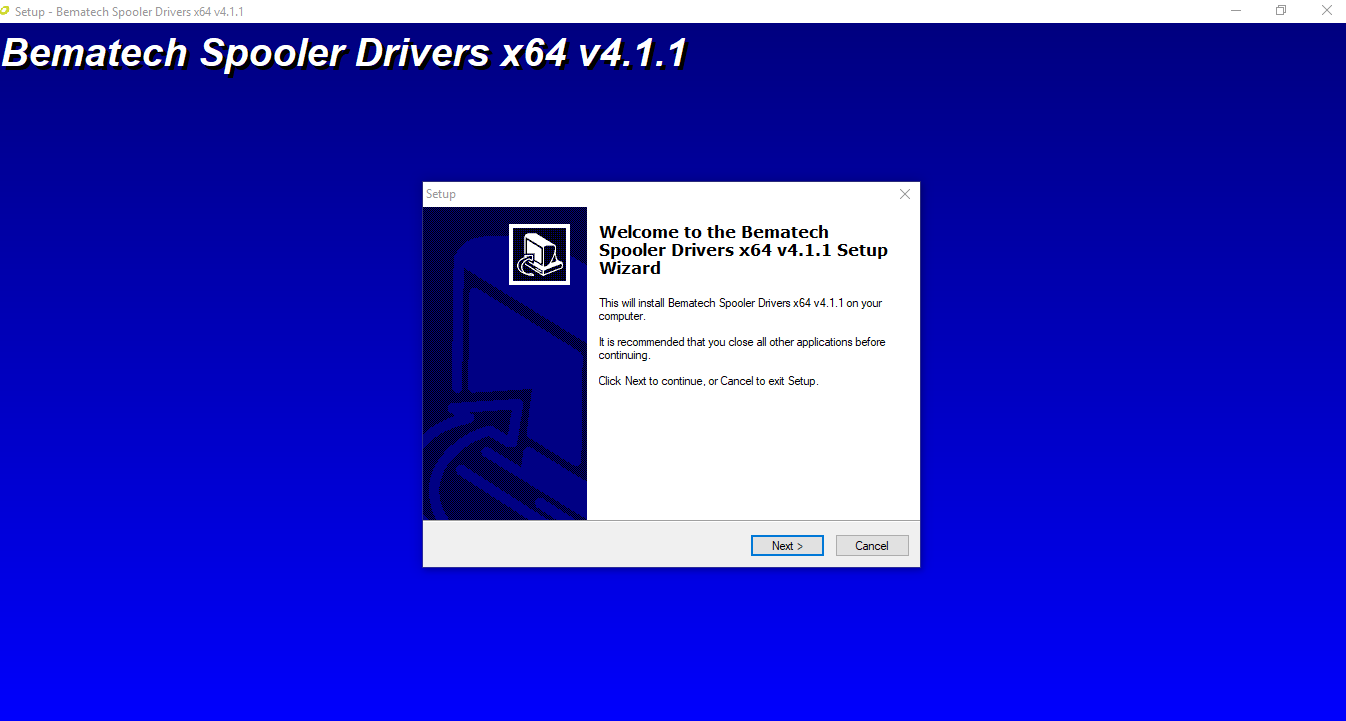 Setup - Bematech Spooler Drivers x64 v4.1.1
Bematech Spooler Drivers x64 v4.1.1
Setup
Welcome to the Bematech
Spooler Drivers x64 v4.1.1 Setup
Wizard
This will install Bematech Spooler Drivers x64 v4.1.1 on your
computer.
It is recommended that you close all other applications before
continuing.
Click Next to continue, or Cancel to exit Setup.
Next >
Cancel